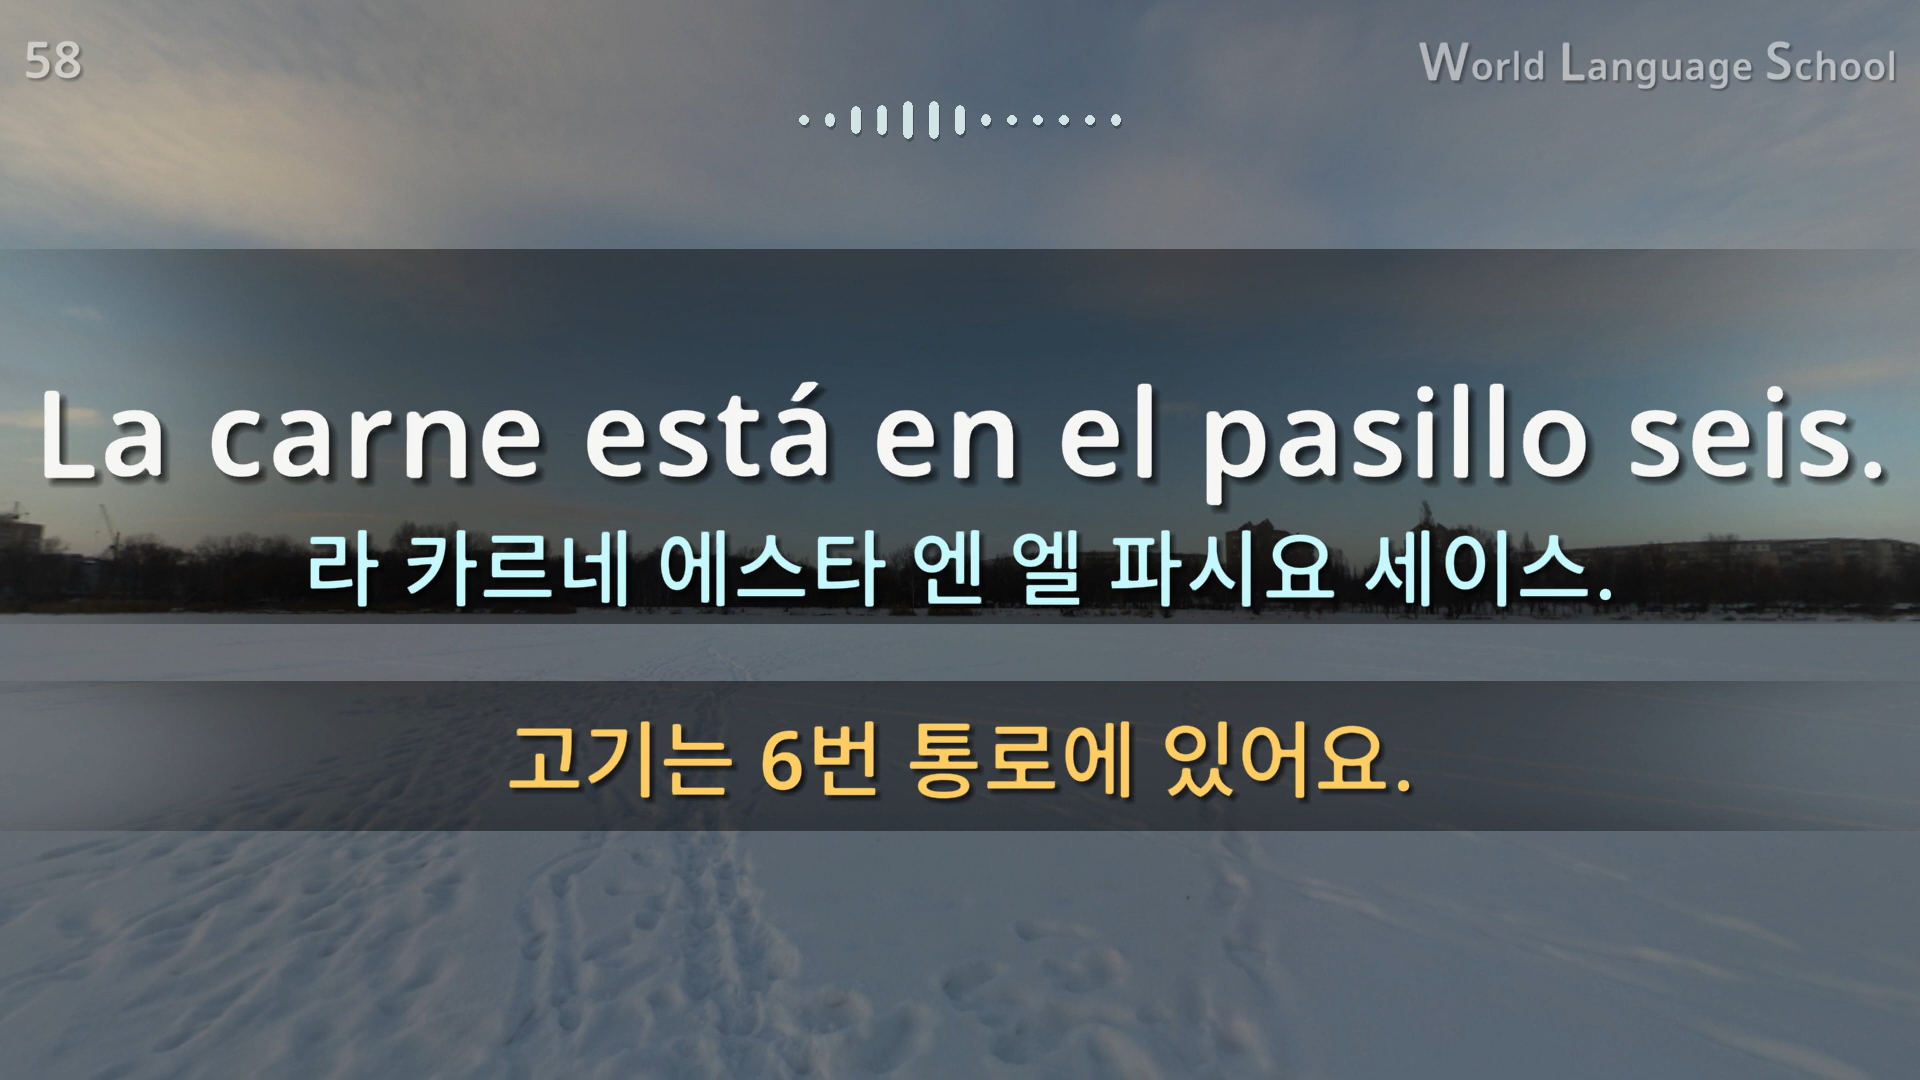 58
World Language School
La carne está en el pasillo seis.
라 카르네 에스타 엔 엘 파시요 세이스.
고기는 6번 통로에 있어요.